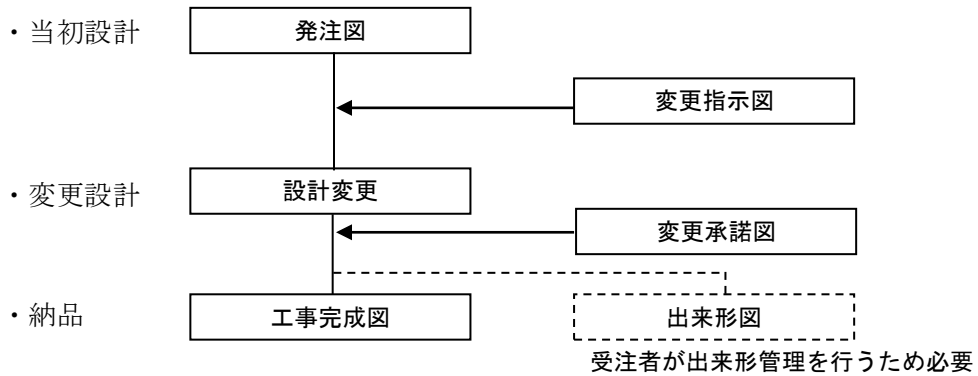 ・当初設計
発注図
変更指示図
・変更設計
設計変更
変更承諾図
・納品
工事完成図
出来形図
受注者が出来形管理を行うため必要